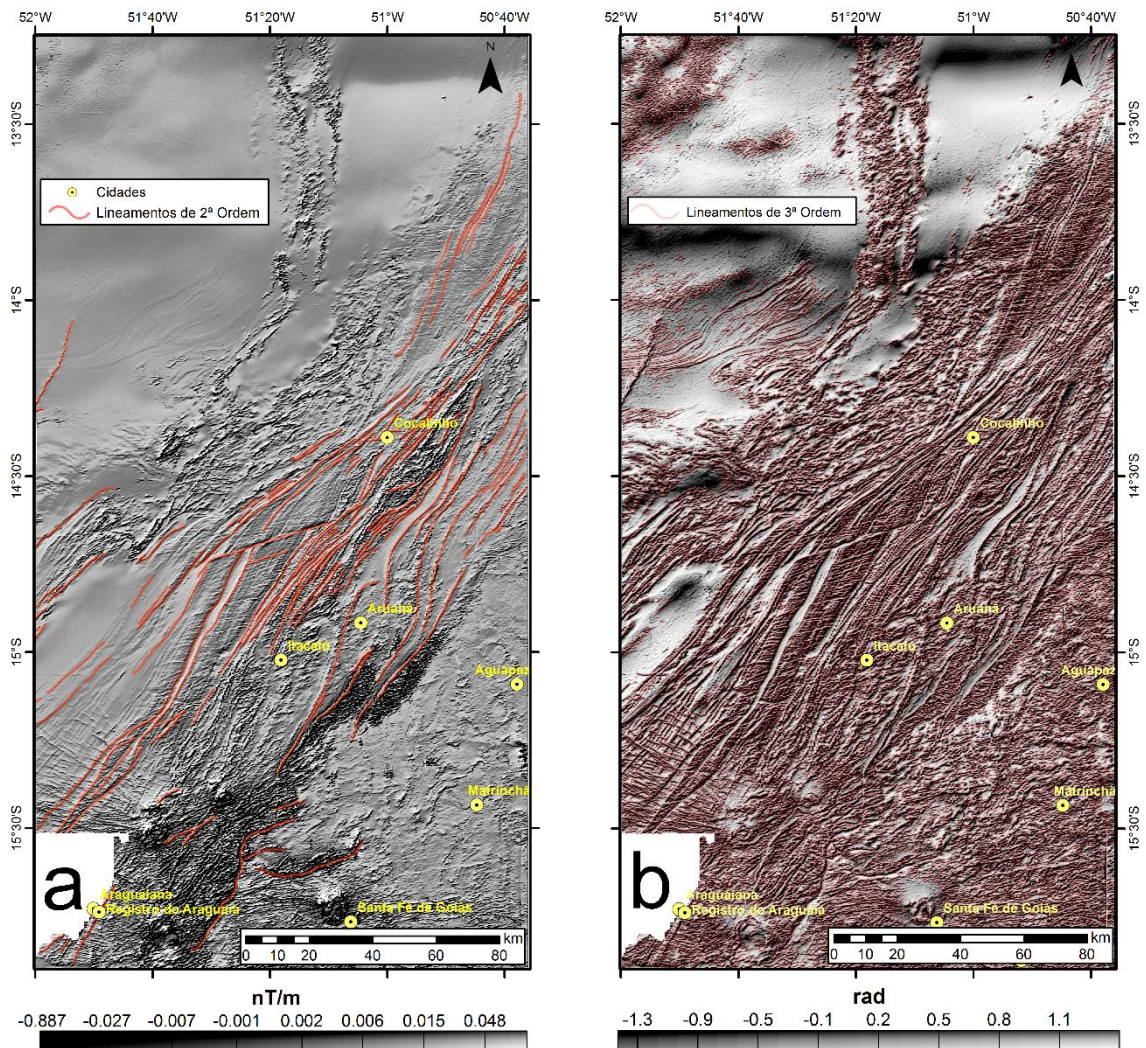 52°W 51°40'W 51°20'W 51°W 50°40'W
N
13°30'S
Cidades
Lineamentos de 2ª Ordem
14°S
Cocalinho
14°30'S
Aruanã
15°S
Itacaiú
Aguapaz
Matrinchã
15°30'S
a
Araguaiana
Registro do Araguaia
Santa Fé de Goiás
km
0 10 20 40 60 80
nT/m
-0.887 -0.027 -0.007 -0.001 0.002 0.006 0.015 0.048
52°W 51°40'W 51°20'W 51°W 50°40'W
13°30'S
Lineamentos de 3ª Ordem
14°S
Cocalinho
14°30'S
Aruanã
15°S
Itacaiú
Aguapaz
Matrinchã
15°30'S
b
Araguaiana
Registro do Araguaia
Santa Fé de Goiás
km
0 10 20 40 60 80
rad
-1.3 -0.9 -0.5 -0.1 0.2 0.5 0.8 1.1